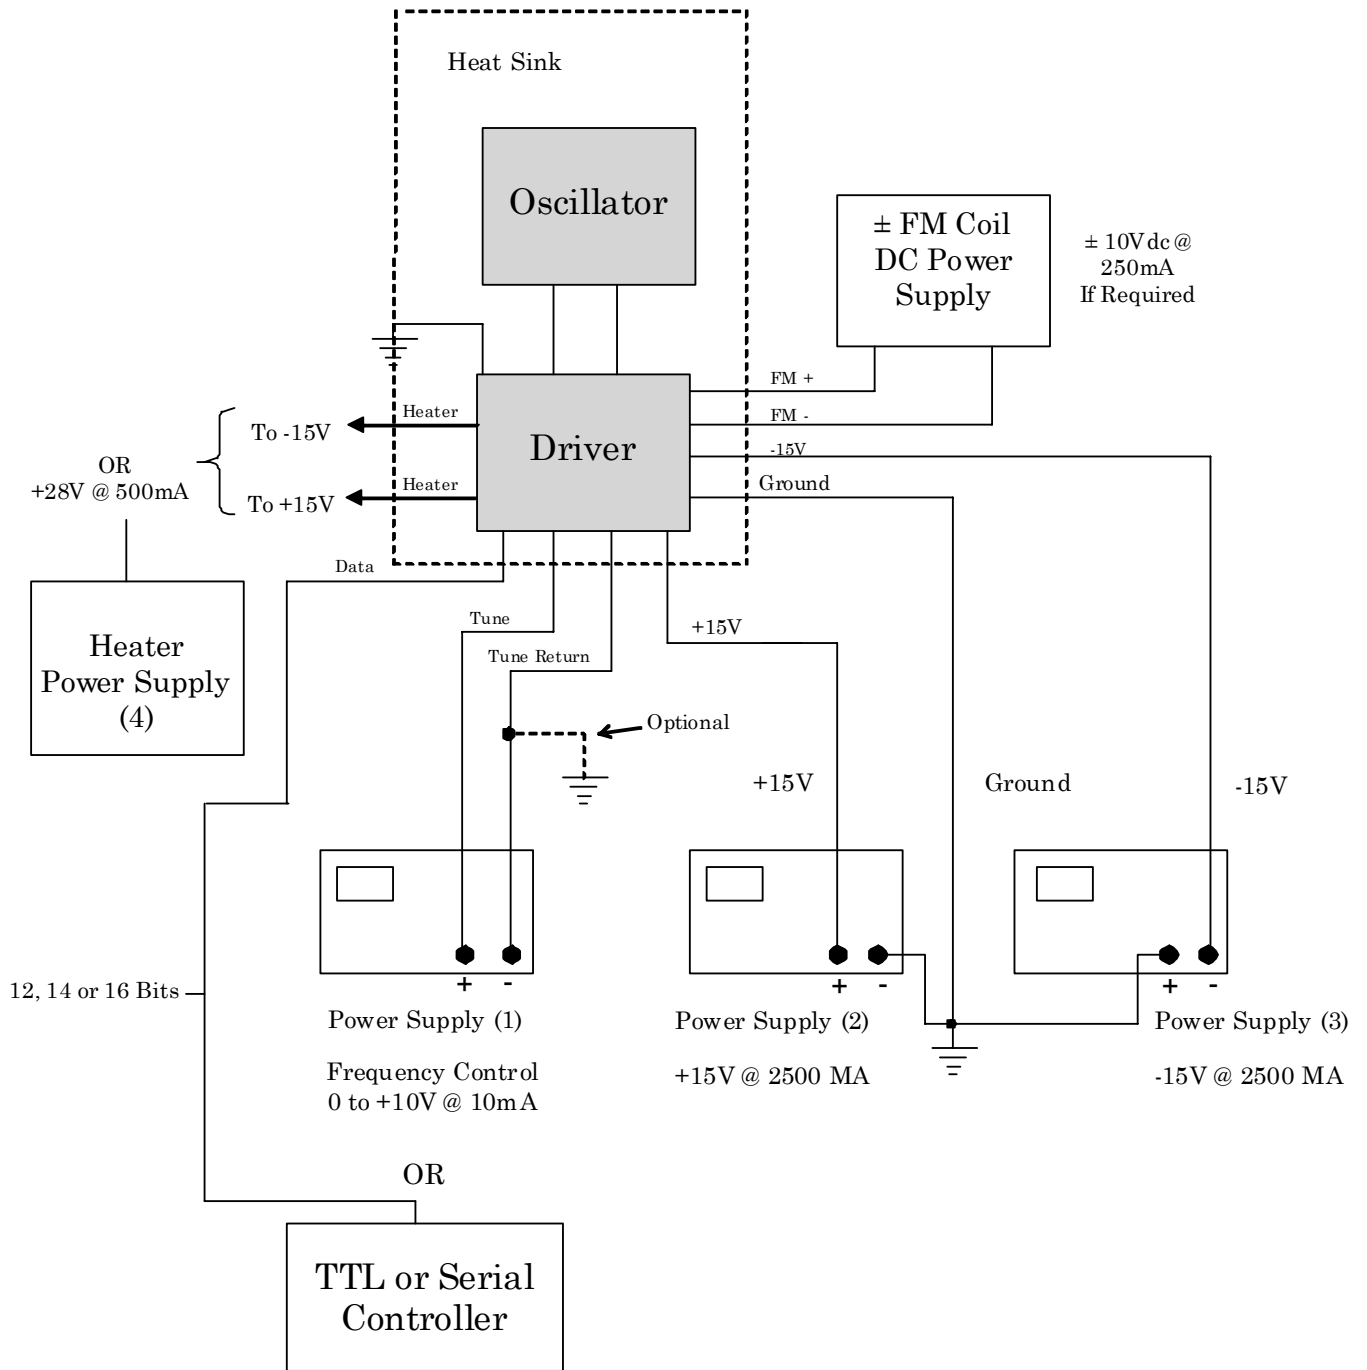 Heat Sink
Oscillator
± FM Coil
DC Power
Supply
± 10Vdc @
250mA
If Required
FM +
FM -
-15V
Ground
Driver
Heater
Heater
To -15V
To +15V
OR
+28V @ 500mA
Heater
Power Supply
(4)
Data
Tune
Tune Return
+15V
Optional
+15V
Ground
-15V
+ -
+ -
+ -
12, 14 or 16 Bits
Power Supply (1)
Frequency Control
0 to +10V @ 10mA
Power Supply (2)
+15V @ 2500 MA
Power Supply (3)
-15V @ 2500 MA
OR
TTL or Serial
Controller